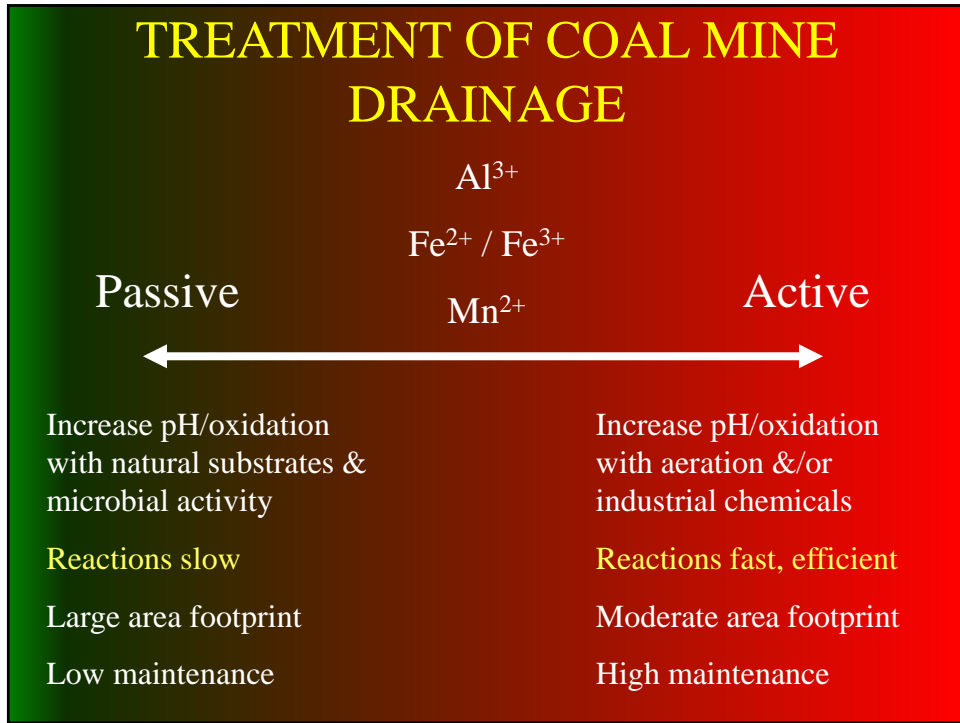 TREATMENT OF COAL MINE
DRAINAGE
Al³⁺
Fe²⁺ / Fe³⁺
Passive
Mn²⁺
Active
Increase pH/oxidation
with natural substrates &
microbial activity
Reactions slow
Large area footprint
Low maintenance
Increase pH/oxidation
with aeration &/or
industrial chemicals
Reactions fast, efficient
Moderate area footprint
High maintenance